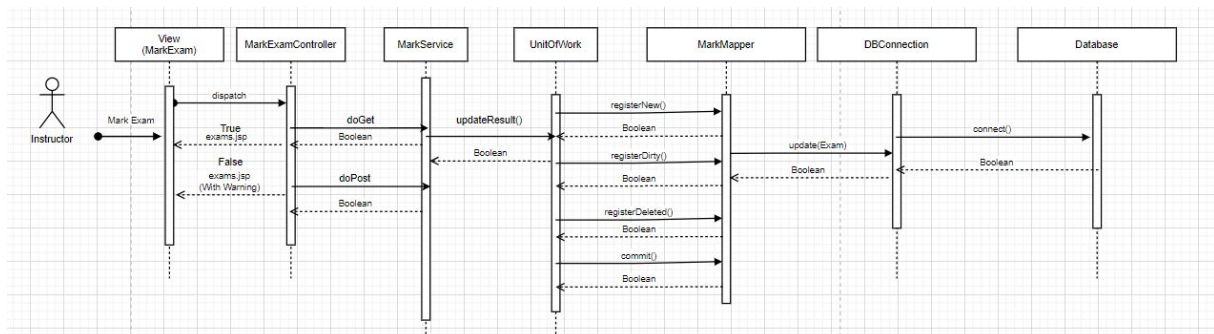 View
(MarkExam)
MarkExamController
MarkService
UnitOfWork
MarkMapper
DBConnection
Database
Instructor
Mark Exam
dispatch
True
exams.jsp
False
exams.jsp
(With Warning)
doGet
Boolean
doPost
Boolean
updateResult()
Boolean
registerNew()
Boolean
registerDirty()
Boolean
registerDeleted()
Boolean
commit()
Boolean
update(Exam)
Boolean
connect()
Boolean